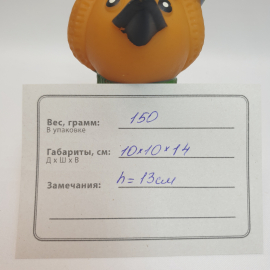 Вес, грамм: 150
В упаковке
Габариты, см: 10×10×14
Д х Ш х В
Замечания: h=13см